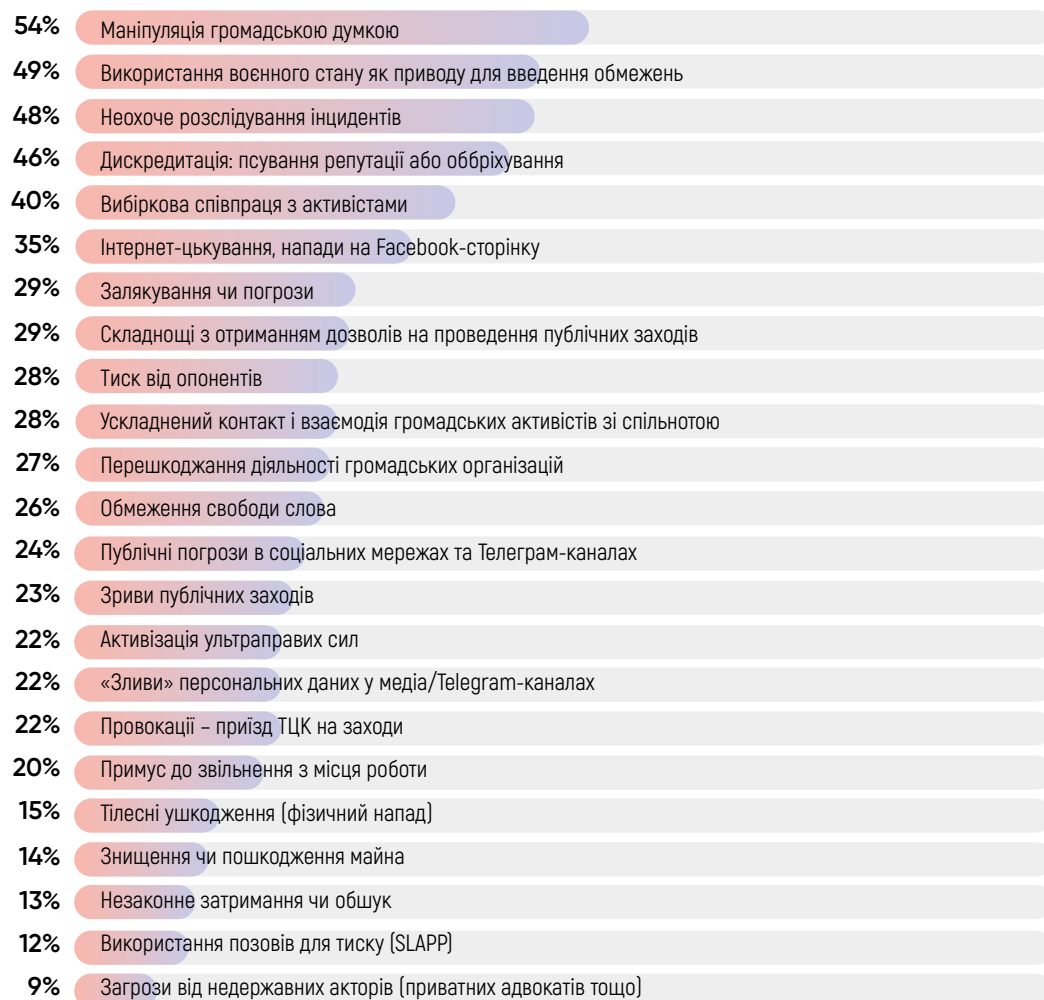 54% Маніпуляція громадською думкою
49% Використання воєнного стану як приводу для введення обмежень
48% Неохоче розслідування інцидентів
46% Дискредитація: псування репутації або оббріхування
40% Вибіркова співпраця з активістами
35% Інтернет-цькування, напади на Facebook-сторінку
29% Залякування чи погрози
29% Складнощі з отриманням дозволів на проведення публічних заходів
28% Тиск від опонентів
28% Ускладнений контакт і взаємодія громадських активістів зі спільнотою
27% Перешкоджання діяльності громадських організацій
26% Обмеження свободи слова
24% Публічні погрози в соціальних мережах та Телеграм-каналах
23% Зриви публічних заходів
22% Активізація ультраправих сил
22% «Зливи» персональних даних у медіа/Telegram-каналах
22% Провокації – приїзд ТЦК на заходи
20% Примус до звільнення з місця роботи
15% Тілесні ушкодження (фізичний напад)
14% Знищення чи пошкодження майна
13% Незаконне затримання чи обшук
12% Використання позовів для тиску (SLAPP)
9% Загрози від недержавних акторів (приватних адвокатів тощо)